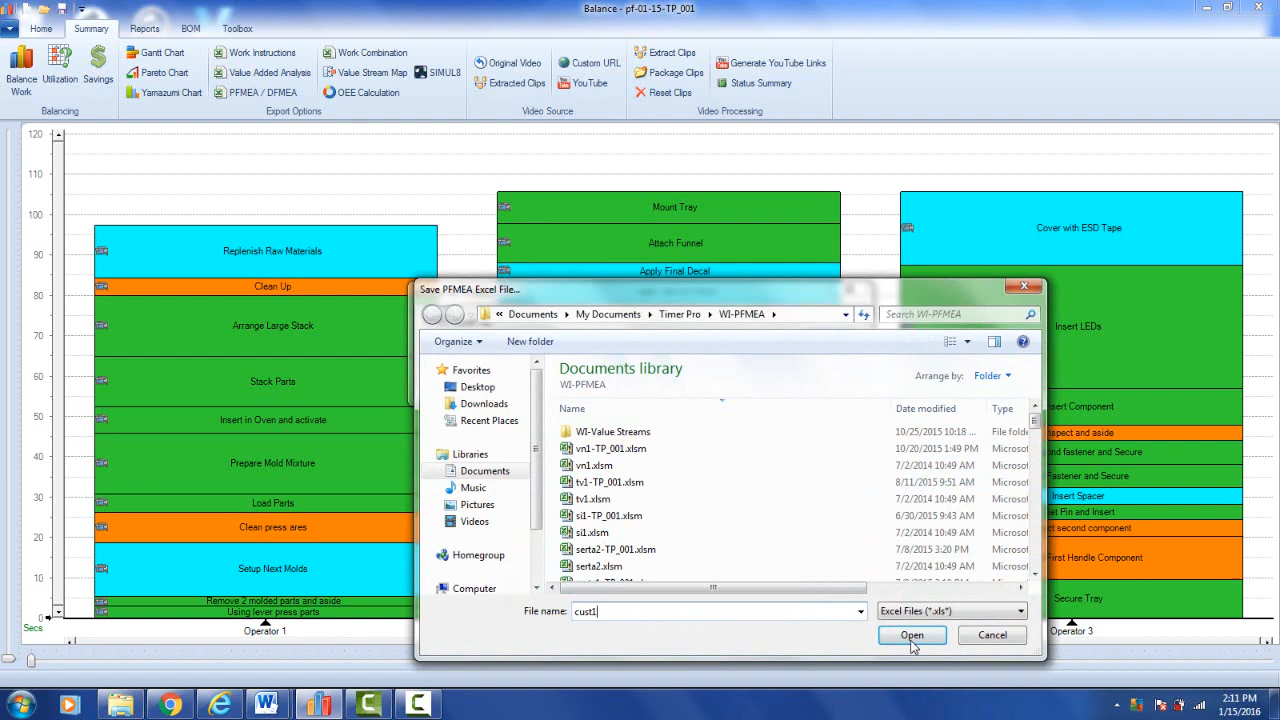 Balance - pf-01-15-TP_001
Home Summary Reports BOM Toolbox
Balance Work
Utilization
Savings
Balancing
Gantt Chart
Pareto Chart
Yamazumi Chart
Work Instructions
Value Added Analysis
PFMEA / DFMEA
Work Combination
Value Stream Map
OEE Calculation
SIMUL8
Export Options
Original Video
Extracted Clips
Custom URL
YouTube
Video Source
Extract Clips
Package Clips
Reset Clips
Generate YouTube Links
Status Summary
Video Processing
120
110
100
90
80
70
60
50
40
30
20
10
0
Secs
Replenish Raw Materials
Clean Up
Arrange Large Stack
Stack Parts
Insert in Oven and activate
Prepare Mold Mixture
Load Parts
Clean press ares
Setup Next Molds
Remove 2 molded parts and aside
Using lever press parts
Operator 1
Mount Tray
Attach Funnel
Apply Final Decal
Cover with ESD Tape
Insert LEDs
sert Component
spect and aside
ond fastener and Secure
Fastener and Secure
Insert Spacer
et Pin and Insert
ct second component
First Handle Component
Secure Tray
Operator 3
Save PFMEA Excel File...
« Documents My Documents Timer Pro WI-PFMEA
Search WI-PFMEA
Organize New folder
Favorites
Desktop
Downloads
Recent Places
Libraries
Documents
Music
Pictures
Videos
Homegroup
Computer
Documents library
WI-PFMEA
Arrange by: Folder
Name Date modified Type
WI-Value Streams 10/25/2015 10:18 ... File folde
vn1-TP_001.xlsm 10/20/2015 1:49 PM Microsof
vn1.xlsm 7/2/2014 10:49 AM Microsof
tv1-TP_001.xlsm 8/11/2015 9:51 AM Microsof
tv1.xlsm 7/2/2014 10:49 AM Microsof
si1-TP_001.xlsm 6/30/2015 9:43 AM Microsof
si1.xlsm 7/2/2014 10:49 AM Microsof
serta2-TP_001.xlsm 7/8/2015 3:20 PM Microsof
serta2.xlsm 7/2/2014 10:49 AM Microsof
File name: cust1
Excel Files (*.xls*)
Open Cancel
2:11 PM
1/15/2016